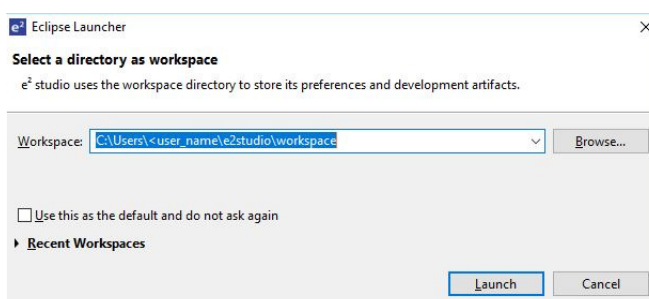 e² Eclipse Launcher
Select a directory as workspace
e² studio uses the workspace directory to store its preferences and development artifacts.
Workspace: C:\Users\<user_name\e2studio\workspace Browse...
Use this as the default and do not ask again
Recent Workspaces
Launch Cancel